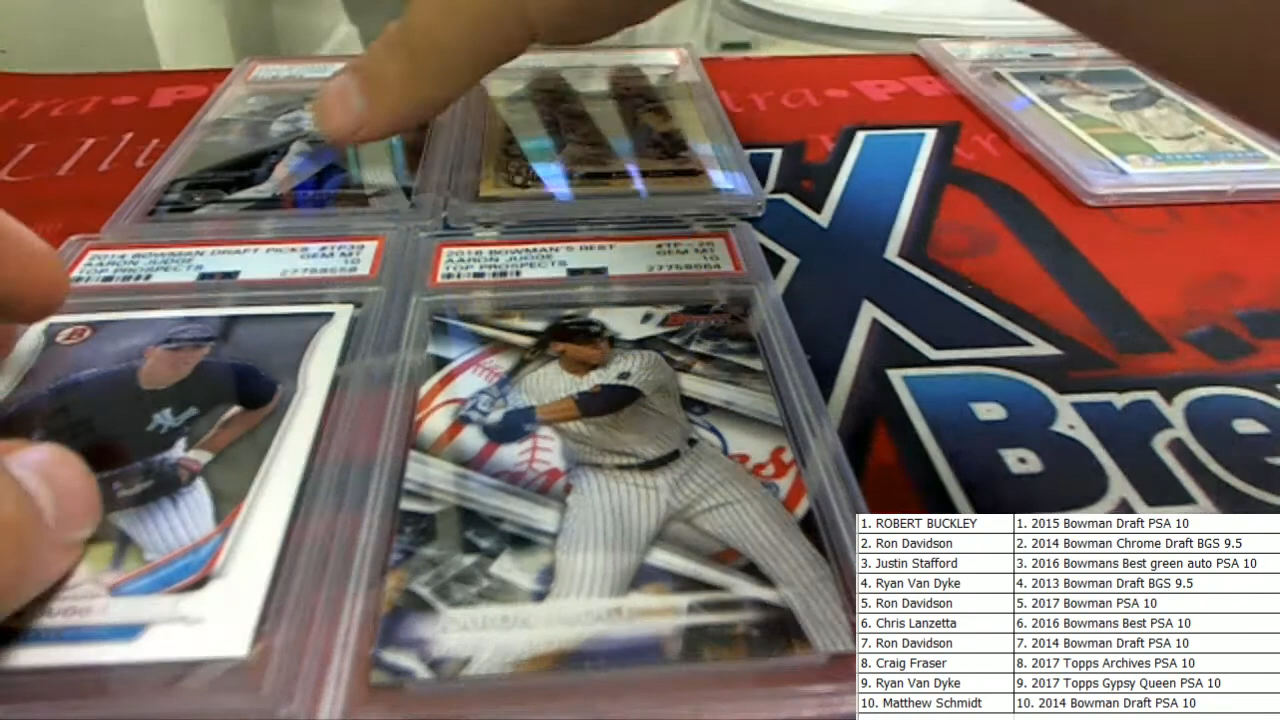 2014 BOWMAN DRAFT PICKS #TP39
AARON JUDGE GEM MT
TOP PROSPECTS 10
27758558
2016 BOWMAN'S BEST #TP-26
AARON JUDGE GEM MT
TOP PROSPECTS 10
27758564
X
Bre
1. ROBERT BUCKLEY 1. 2015 Bowman Draft PSA 10
2. Ron Davidson 2. 2014 Bowman Chrome Draft BGS 9.5
3. Justin Stafford 3. 2016 Bowmans Best green auto PSA 10
4. Ryan Van Dyke 4. 2013 Bowman Draft BGS 9.5
5. Ron Davidson 5. 2017 Bowman PSA 10
6. Chris Lanzetta 6. 2016 Bowmans Best PSA 10
7. Ron Davidson 7. 2014 Bowman Draft PSA 10
8. Craig Fraser 8. 2017 Topps Archives PSA 10
9. Ryan Van Dyke 9. 2017 Topps Gypsy Queen PSA 10
10. Matthew Schmidt 10. 2014 Bowman Draft PSA 10